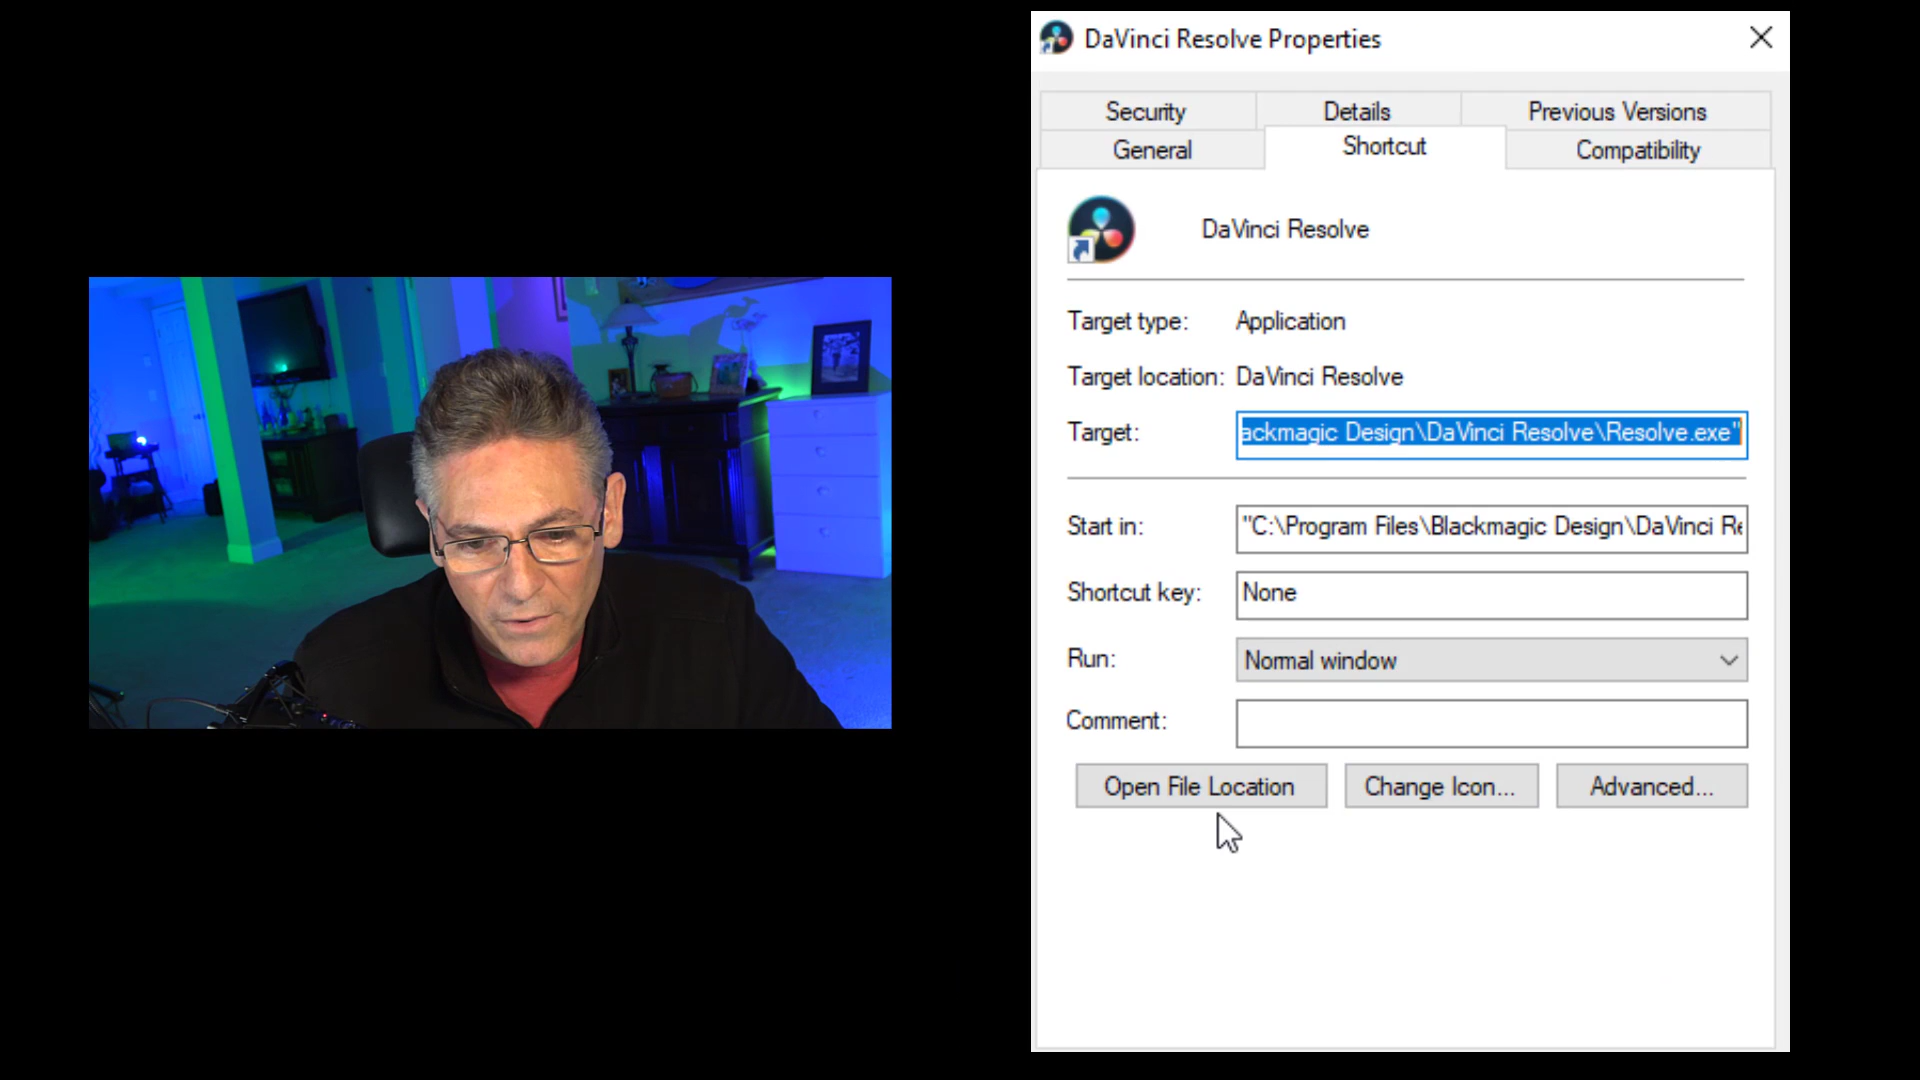 DaVinci Resolve Properties
Security Details Previous Versions
General Shortcut Compatibility
DaVinci Resolve
Target type: Application
Target location: DaVinci Resolve
Target: ackmagic Design\DaVinci Resolve\Resolve.exe"
Start in: "C:\Program Files\Blackmagic Design\DaVinci Re
Shortcut key: None
Run: Normal window
Comment:
Open File Location Change Icon... Advanced...